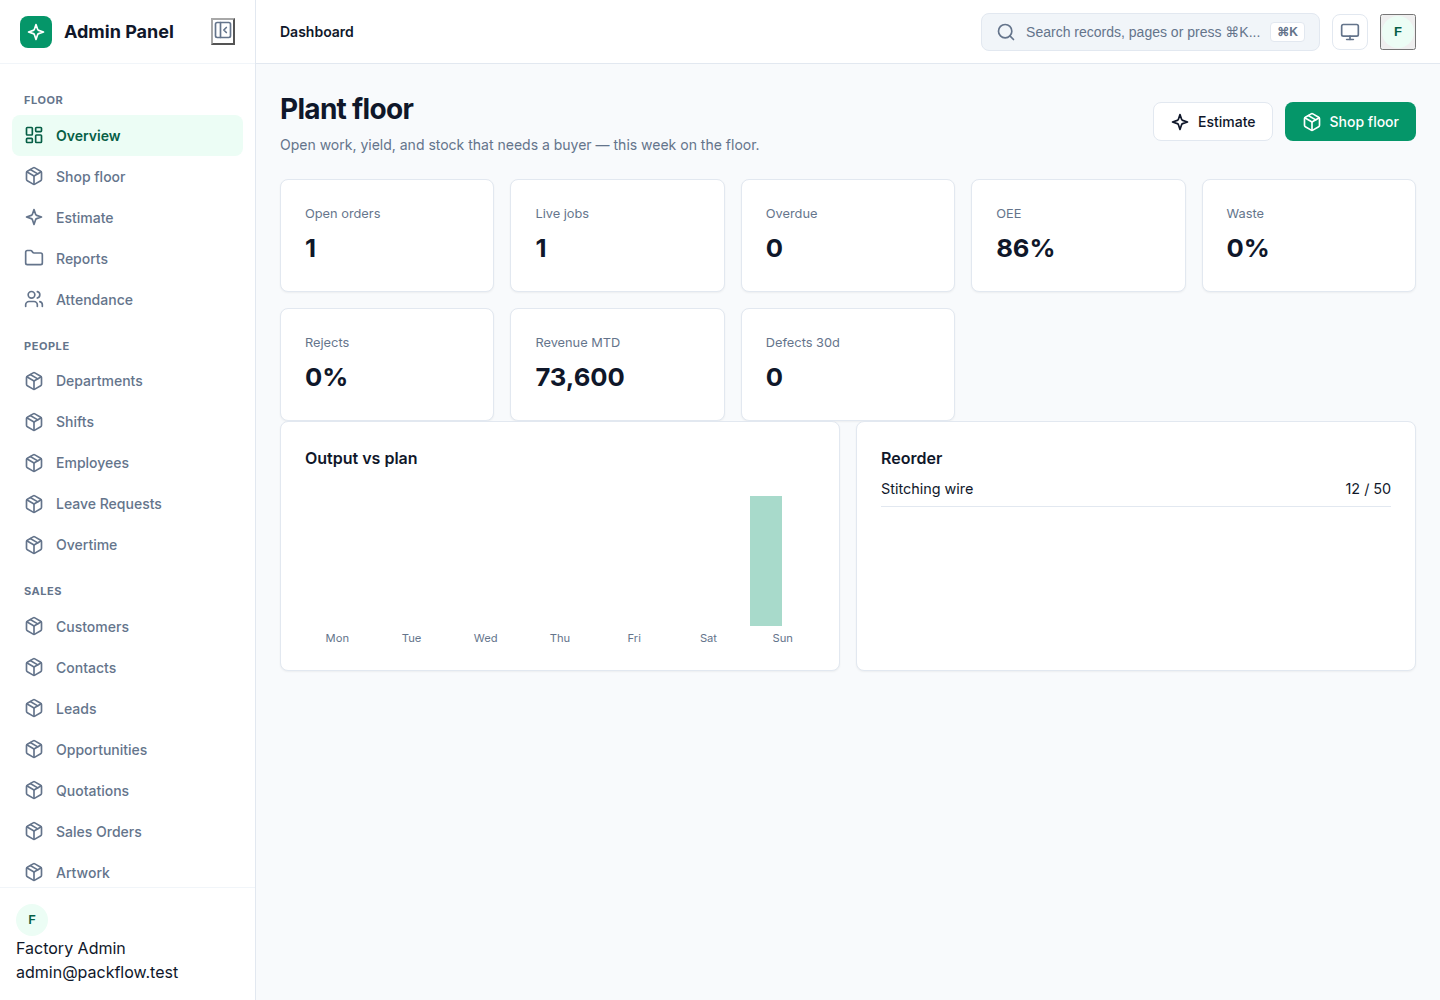 Admin Panel
Dashboard
Search records, pages or press ⌘K...
⌘K
F
FLOOR
Overview
Shop floor
Estimate
Reports
Attendance
PEOPLE
Departments
Shifts
Employees
Leave Requests
Overtime
SALES
Customers
Contacts
Leads
Opportunities
Quotations
Sales Orders
Artwork
F
Factory Admin
admin@packflow.test
Plant floor
Open work, yield, and stock that needs a buyer — this week on the floor.
Estimate
Shop floor
Open orders
1
Live jobs
1
Overdue
0
OEE
86%
Waste
0%
Rejects
0%
Revenue MTD
73,600
Defects 30d
0
Output vs plan
Mon Tue Wed Thu Fri Sat Sun
Reorder
Stitching wire 12 / 50